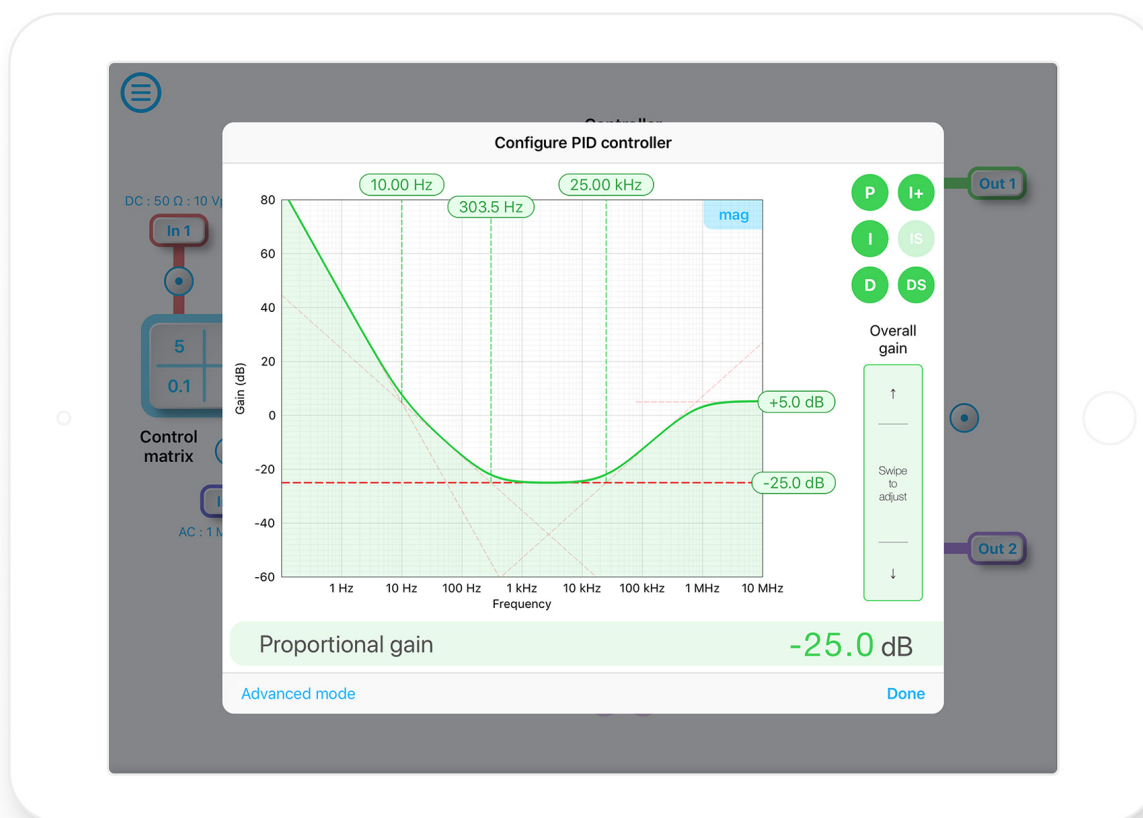 Configure PID controller
10.00 Hz
303.5 Hz
25.00 kHz
mag
80
60
40
20
0
-20
-40
-60
Gain (dB)
1 Hz
10 Hz
100 Hz
1 kHz
10 kHz
100 kHz
1 MHz
10 MHz
Frequency
+5.0 dB
-25.0 dB
P
I+
I
IS
D
DS
Overall
gain
↑
Swipe
to
adjust
↓
Proportional gain
-25.0 dB
Advanced mode
Done
DC : 50 Ω : 10 Vp
In 1
5
0.1
Control
matrix
AC : 1 M
Out 1
Out 2